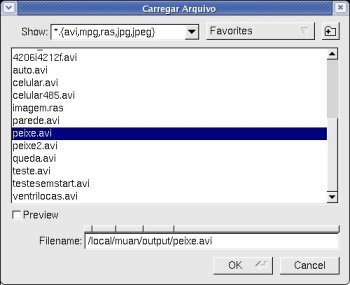 Carregar Arquivo
Show: *.{avi,mpg,ras,jpg,jpeg} Favorites
4206i4212f.avi
auto.avi
celular.avi
celular485.avi
imagem.ras
parede.avi
peixe.avi
peixe2.avi
queda.avi
teste.avi
testesemstart.avi
ventrilocas.avi
Preview
Filename: /local/muan/output/peixe.avi
OK Cancel